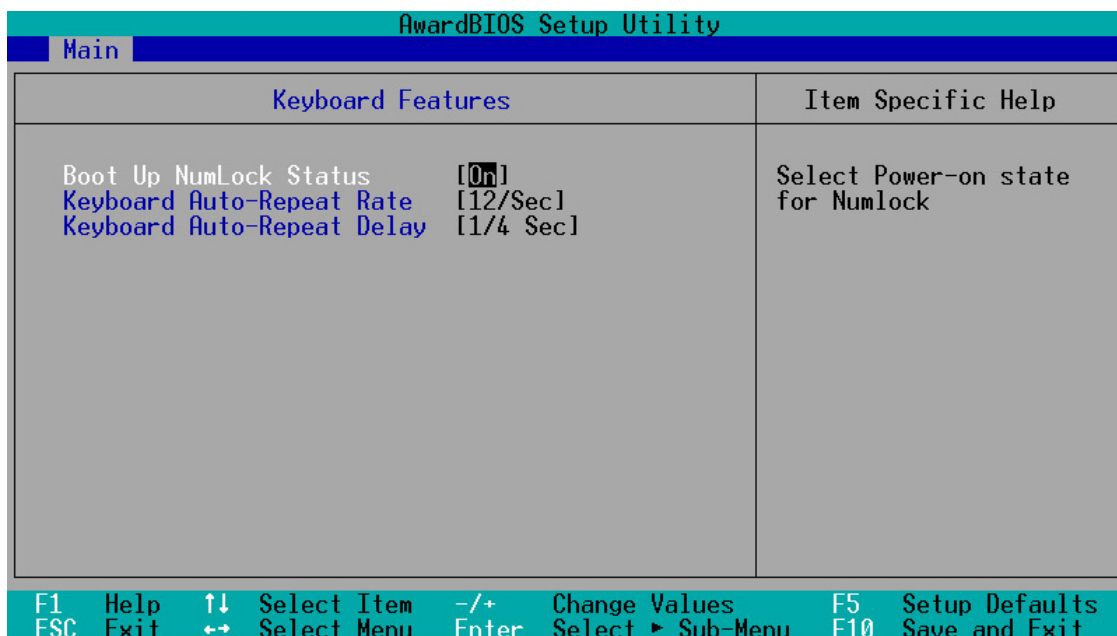 AwardBIOS Setup Utility
Main
Keyboard Features
Item Specific Help
Boot Up NumLock Status [On]
Keyboard Auto-Repeat Rate [12/Sec]
Keyboard Auto-Repeat Delay [1/4 Sec]
Select Power-on state
for Numlock
F1 Help ↑↓ Select Item -/+ Change Values F5 Setup Defaults
ESC Exit ←→ Select Menu Enter Select ► Sub-Menu F10 Save and Exit